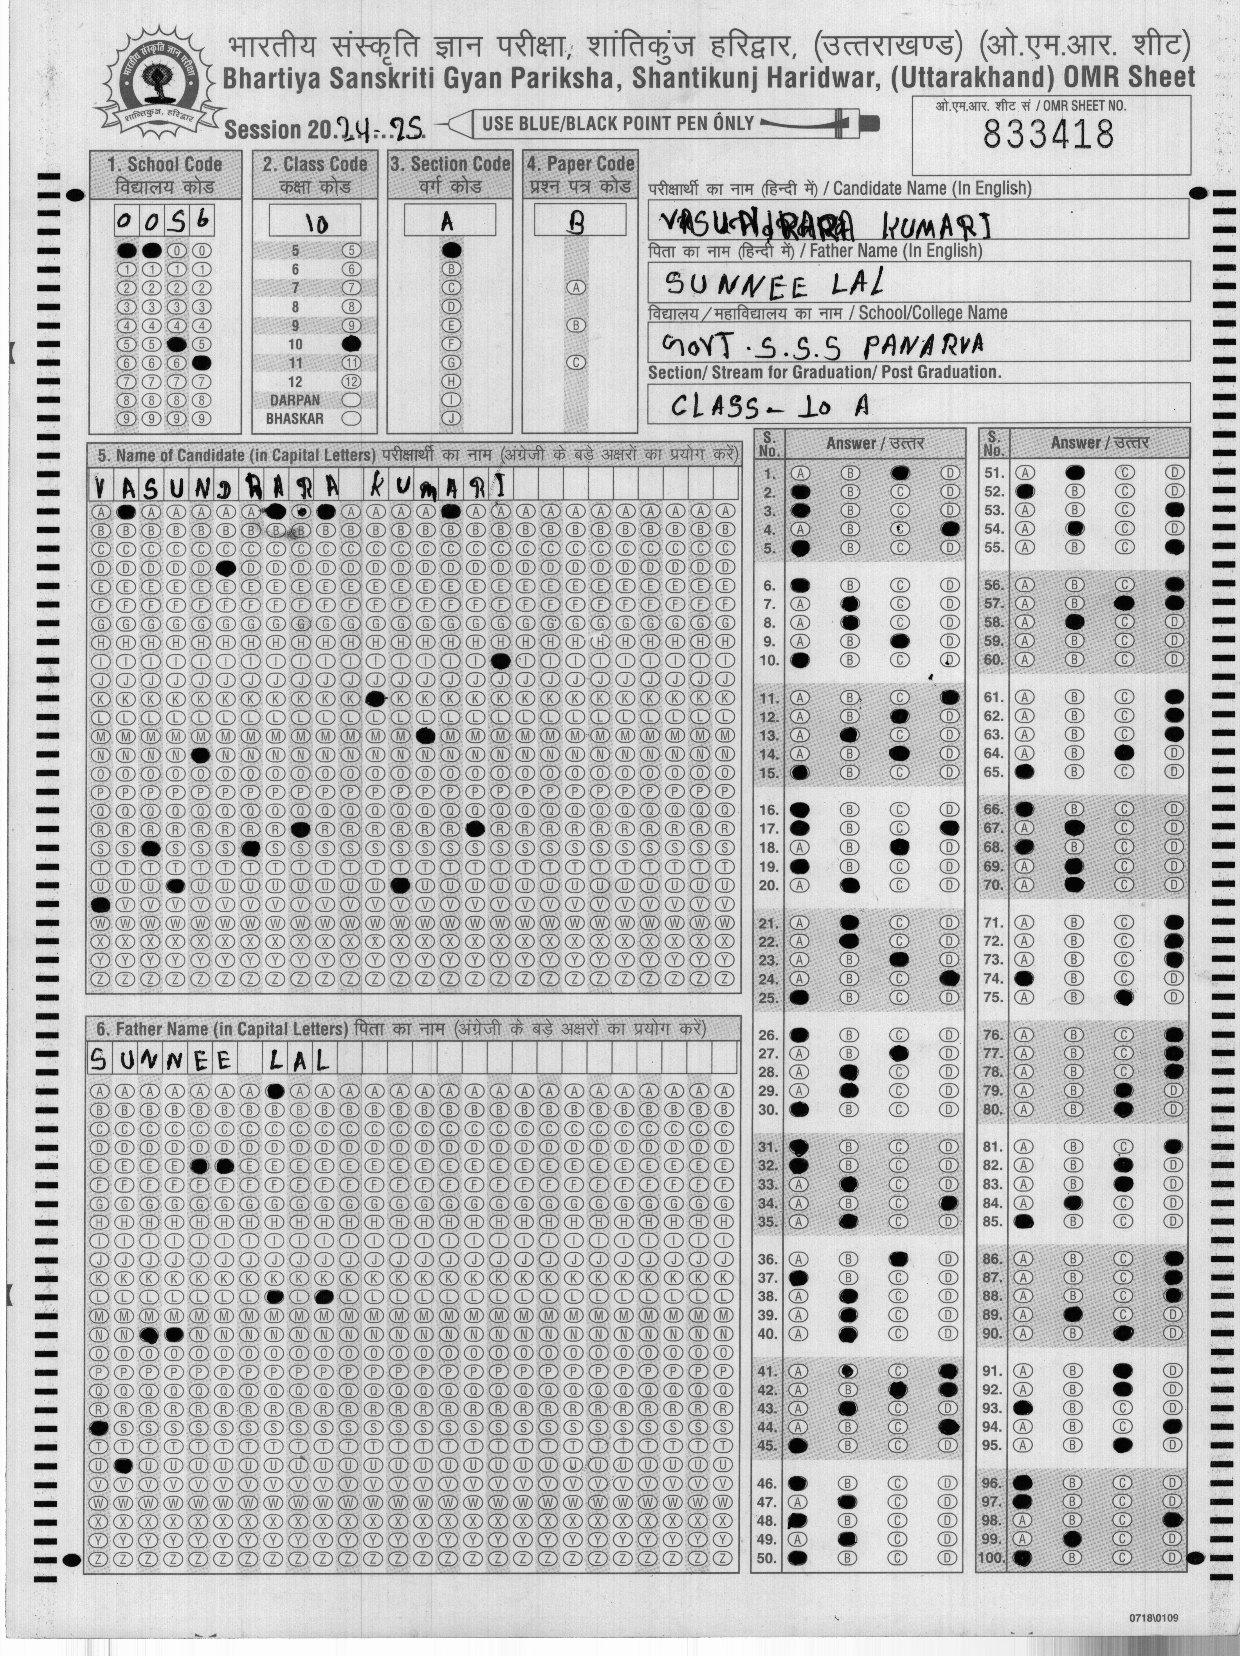 भारतीय संस्कृति ज्ञान परीक्षा, शांतिकुंज हरिद्वार, (उत्तराखण्ड) (ओ.एम.आर. शीट)
Bhartiya Sanskriti Gyan Pariksha, Shantikunj Haridwar, (Uttarakhand) OMR Sheet
Session 2024-25
USE BLUE/BLACK POINT PEN ONLY
ओ.एम.आर. शीट सं / OMR SHEET NO.
833418
1. School Code
विद्यालय कोड
0056
2. Class Code
कक्षा कोड
10
5
6
7
8
9
10
11
12
DARPAN
BHASKAR
3. Section Code
वर्ग कोड
A
4. Paper Code
प्रश्न पत्र कोड
B
परीक्षार्थी का नाम (हिन्दी में) / Candidate Name (In English)
KUMARI
पिता का नाम (हिन्दी में) / Father Name (In English)
SUNNEE LAL
विद्यालय/महाविद्यालय का नाम / School/College Name
GOVT. S.S.S PANARVA
Section/ Stream for Graduation/ Post Graduation.
CLASS - 10 A
5. Name of Candidate (in Capital Letters) परीक्षार्थी का नाम (अंग्रेजी के बड़े अक्षरों का प्रयोग करें)
VASUNDRARA KUMARI
6. Father Name (in Capital Letters) पिता का नाम (अंग्रेजी के बड़े अक्षरों का प्रयोग करें)
SUNNEE LAL
S. No. Answer / उत्तर
S. No. Answer / उत्तर
0718\0109